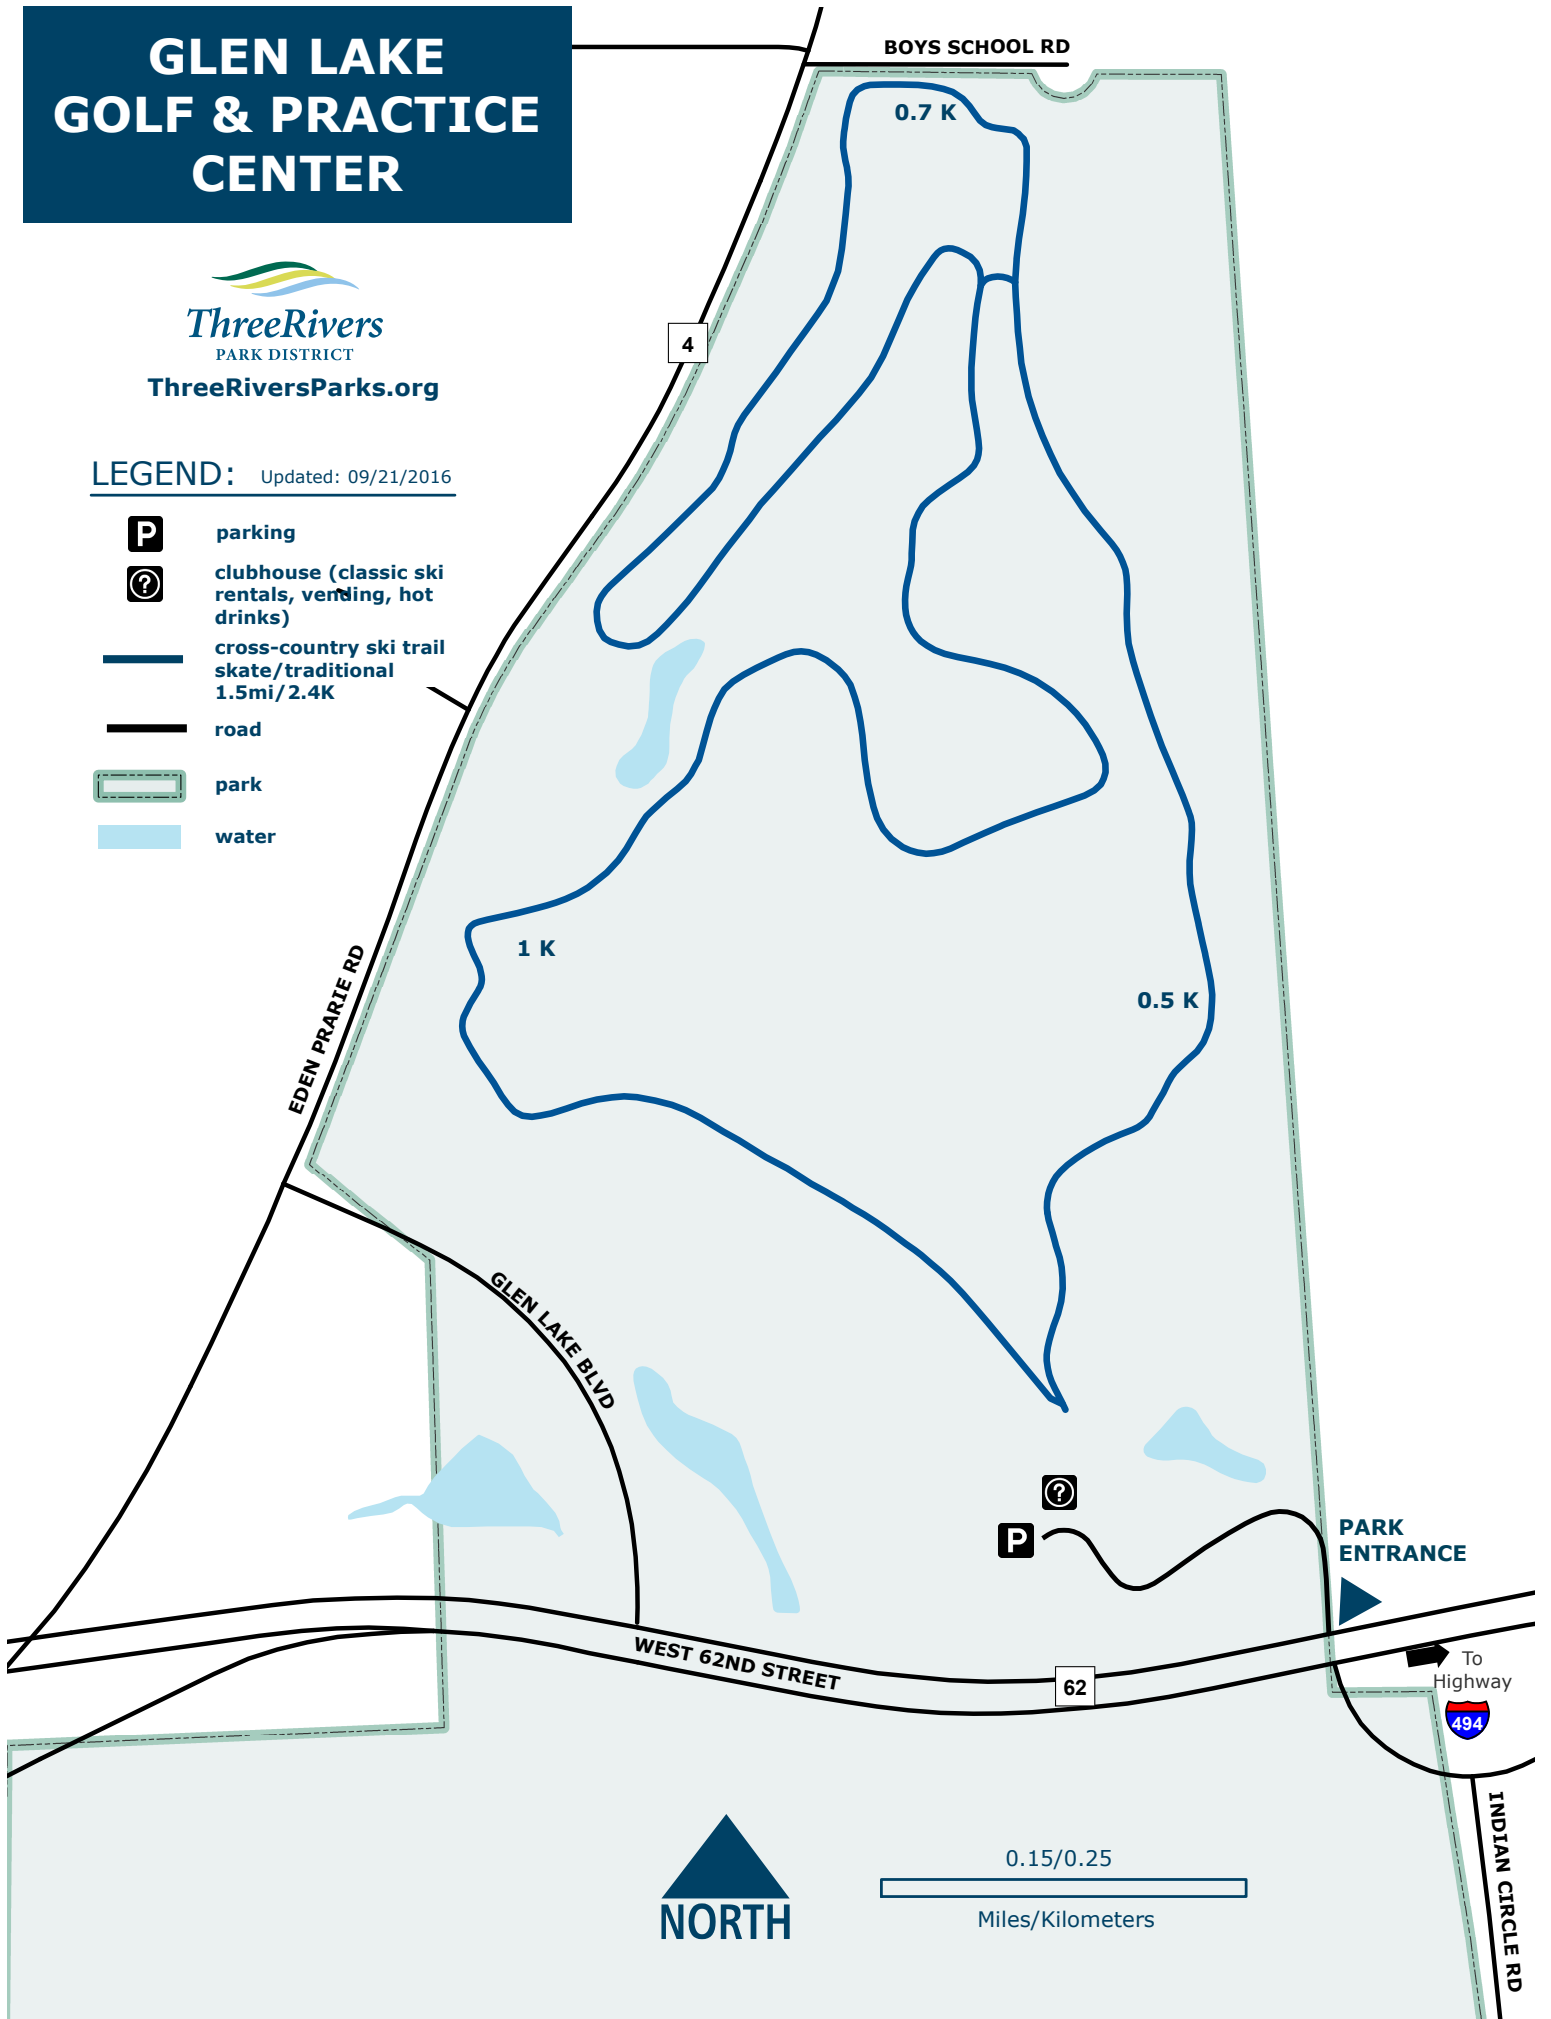 GLEN LAKE
GOLF & PRACTICE
CENTER
BOYS SCHOOL RD
0.7 K
ThreeRivers
PARK DISTRICT
ThreeRiversParks.org
4
LEGEND: Updated: 09/21/2016
P parking
? clubhouse (classic ski
rentals, vending, hot
drinks)
cross-country ski trail
skate/traditional
1.5mi/2.4K
road
park
water
EDEN PRARIE RD
1 K
0.5 K
GLEN LAKE BLVD
?
P
PARK
ENTRANCE
WEST 62ND STREET
62
To
Highway
494
INDIAN CIRCLE RD
NORTH
0.15/0.25
Miles/Kilometers